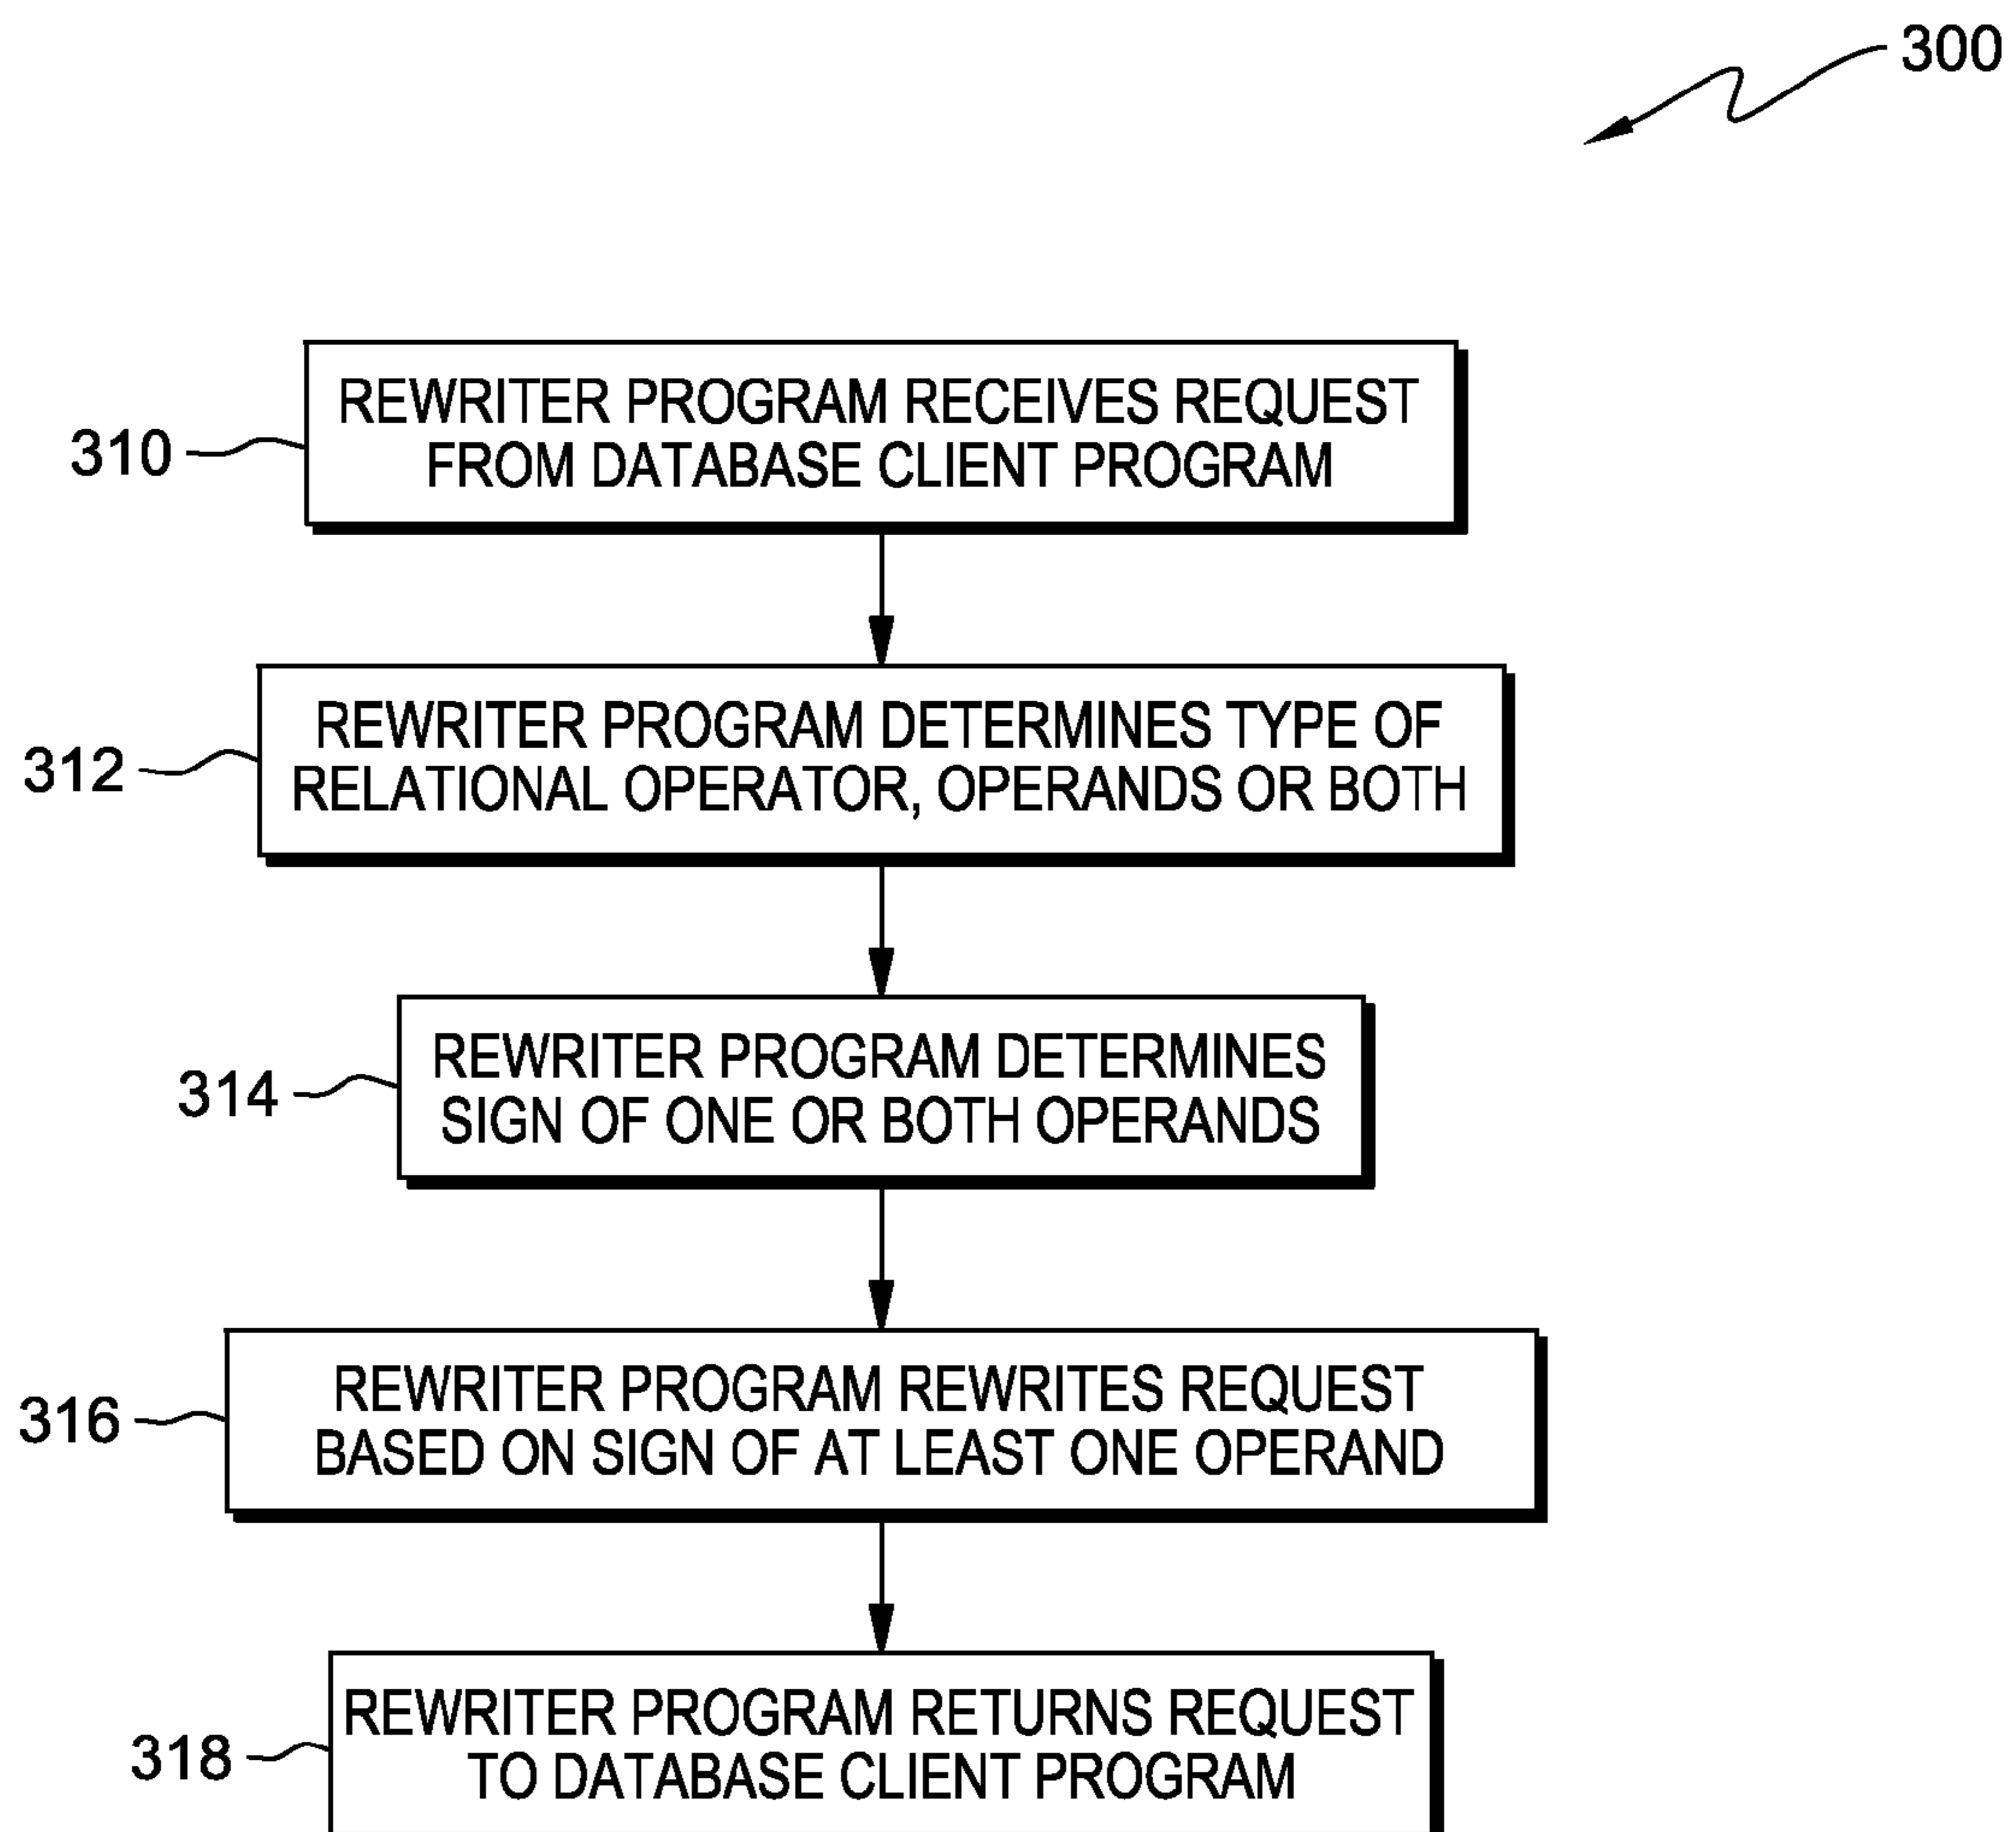 300
REWRITER PROGRAM RECEIVES REQUEST
FROM DATABASE CLIENT PROGRAM
310
REWRITER PROGRAM DETERMINES TYPE OF
RELATIONAL OPERATOR, OPERANDS OR BOTH
312
REWRITER PROGRAM DETERMINES
SIGN OF ONE OR BOTH OPERANDS
314
REWRITER PROGRAM REWRITES REQUEST
BASED ON SIGN OF AT LEAST ONE OPERAND
316
REWRITER PROGRAM RETURNS REQUEST
TO DATABASE CLIENT PROGRAM
318